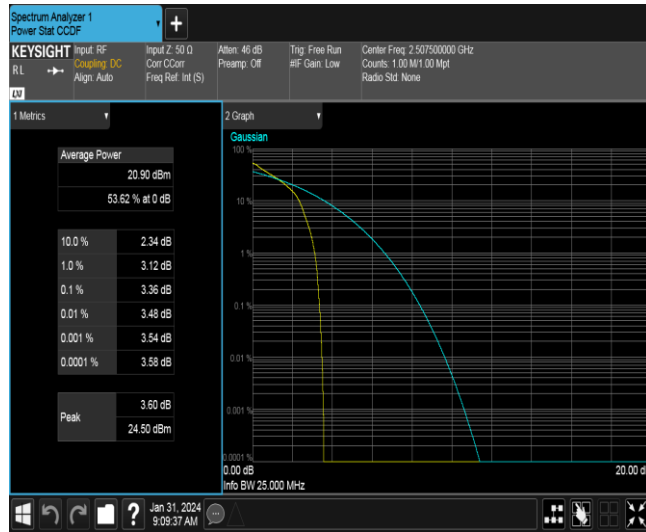 Spectrum Analyzer 1
Power Stat CCDF
+
KEYSIGHT
RL
LXI
Input: RF
Coupling: DC
Align: Auto
Input Z: 50 Ω
Corr CCorr
Freq Ref: Int (S)
Atten: 46 dB
Preamp: Off
Trig: Free Run
#IF Gain: Low
Center Freq: 2.507500000 GHz
Counts: 1.00 M/1.00 Mpt
Radio Std: None
1 Metrics
Average Power
20.90 dBm
53.62 % at 0 dB
10.0 % 2.34 dB
1.0 % 3.12 dB
0.1 % 3.36 dB
0.01 % 3.48 dB
0.001 % 3.54 dB
0.0001 % 3.58 dB
Peak
3.60 dB
24.50 dBm
2 Graph
Gaussian
100 %
10 %
1 %
0.1 %
0.01 %
0.001 %
0.0001 %
0.00 dB
20.00 d
Info BW 25.000 MHz
?
Jan 31, 2024
9:09:37 AM